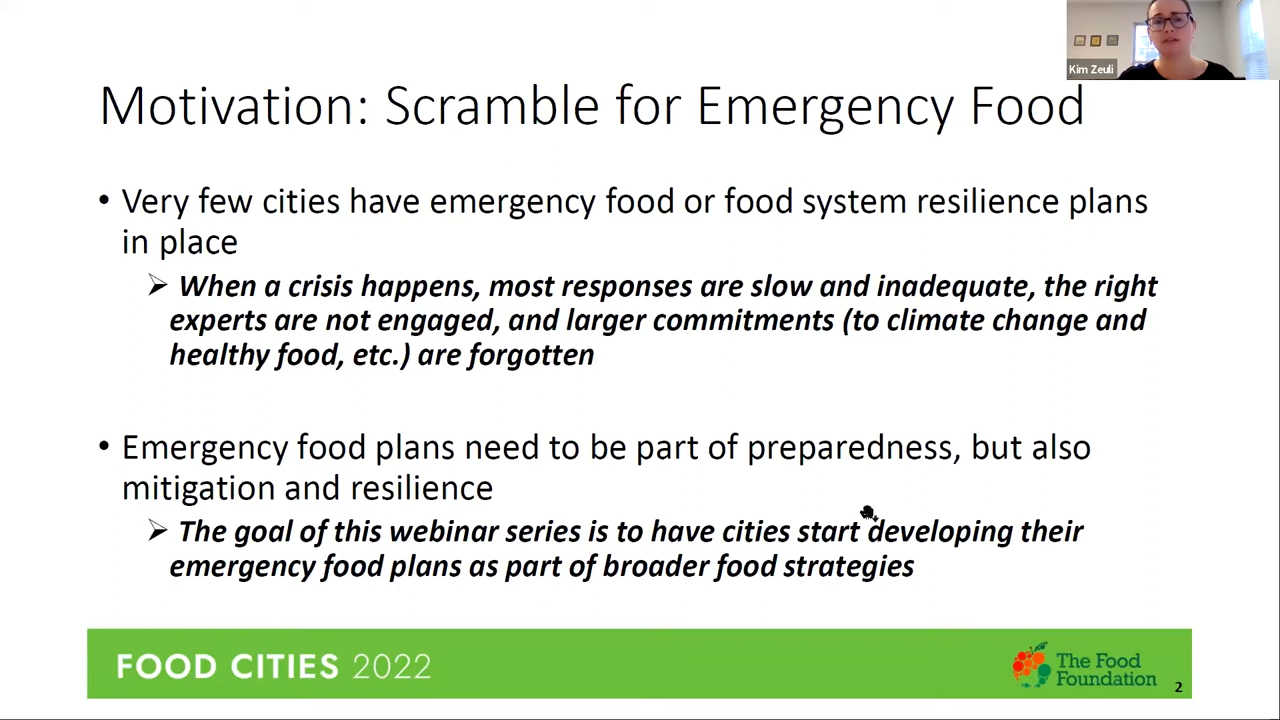 Kim Zeuli
Motivation: Scramble for Emergency Food
• Very few cities have emergency food or food system resilience plans
in place
➢ When a crisis happens, most responses are slow and inadequate, the right
experts are not engaged, and larger commitments (to climate change and
healthy food, etc.) are forgotten
• Emergency food plans need to be part of preparedness, but also
mitigation and resilience
➢ The goal of this webinar series is to have cities start developing their
emergency food plans as part of broader food strategies
FOOD CITIES 2022
The Food
Foundation
2